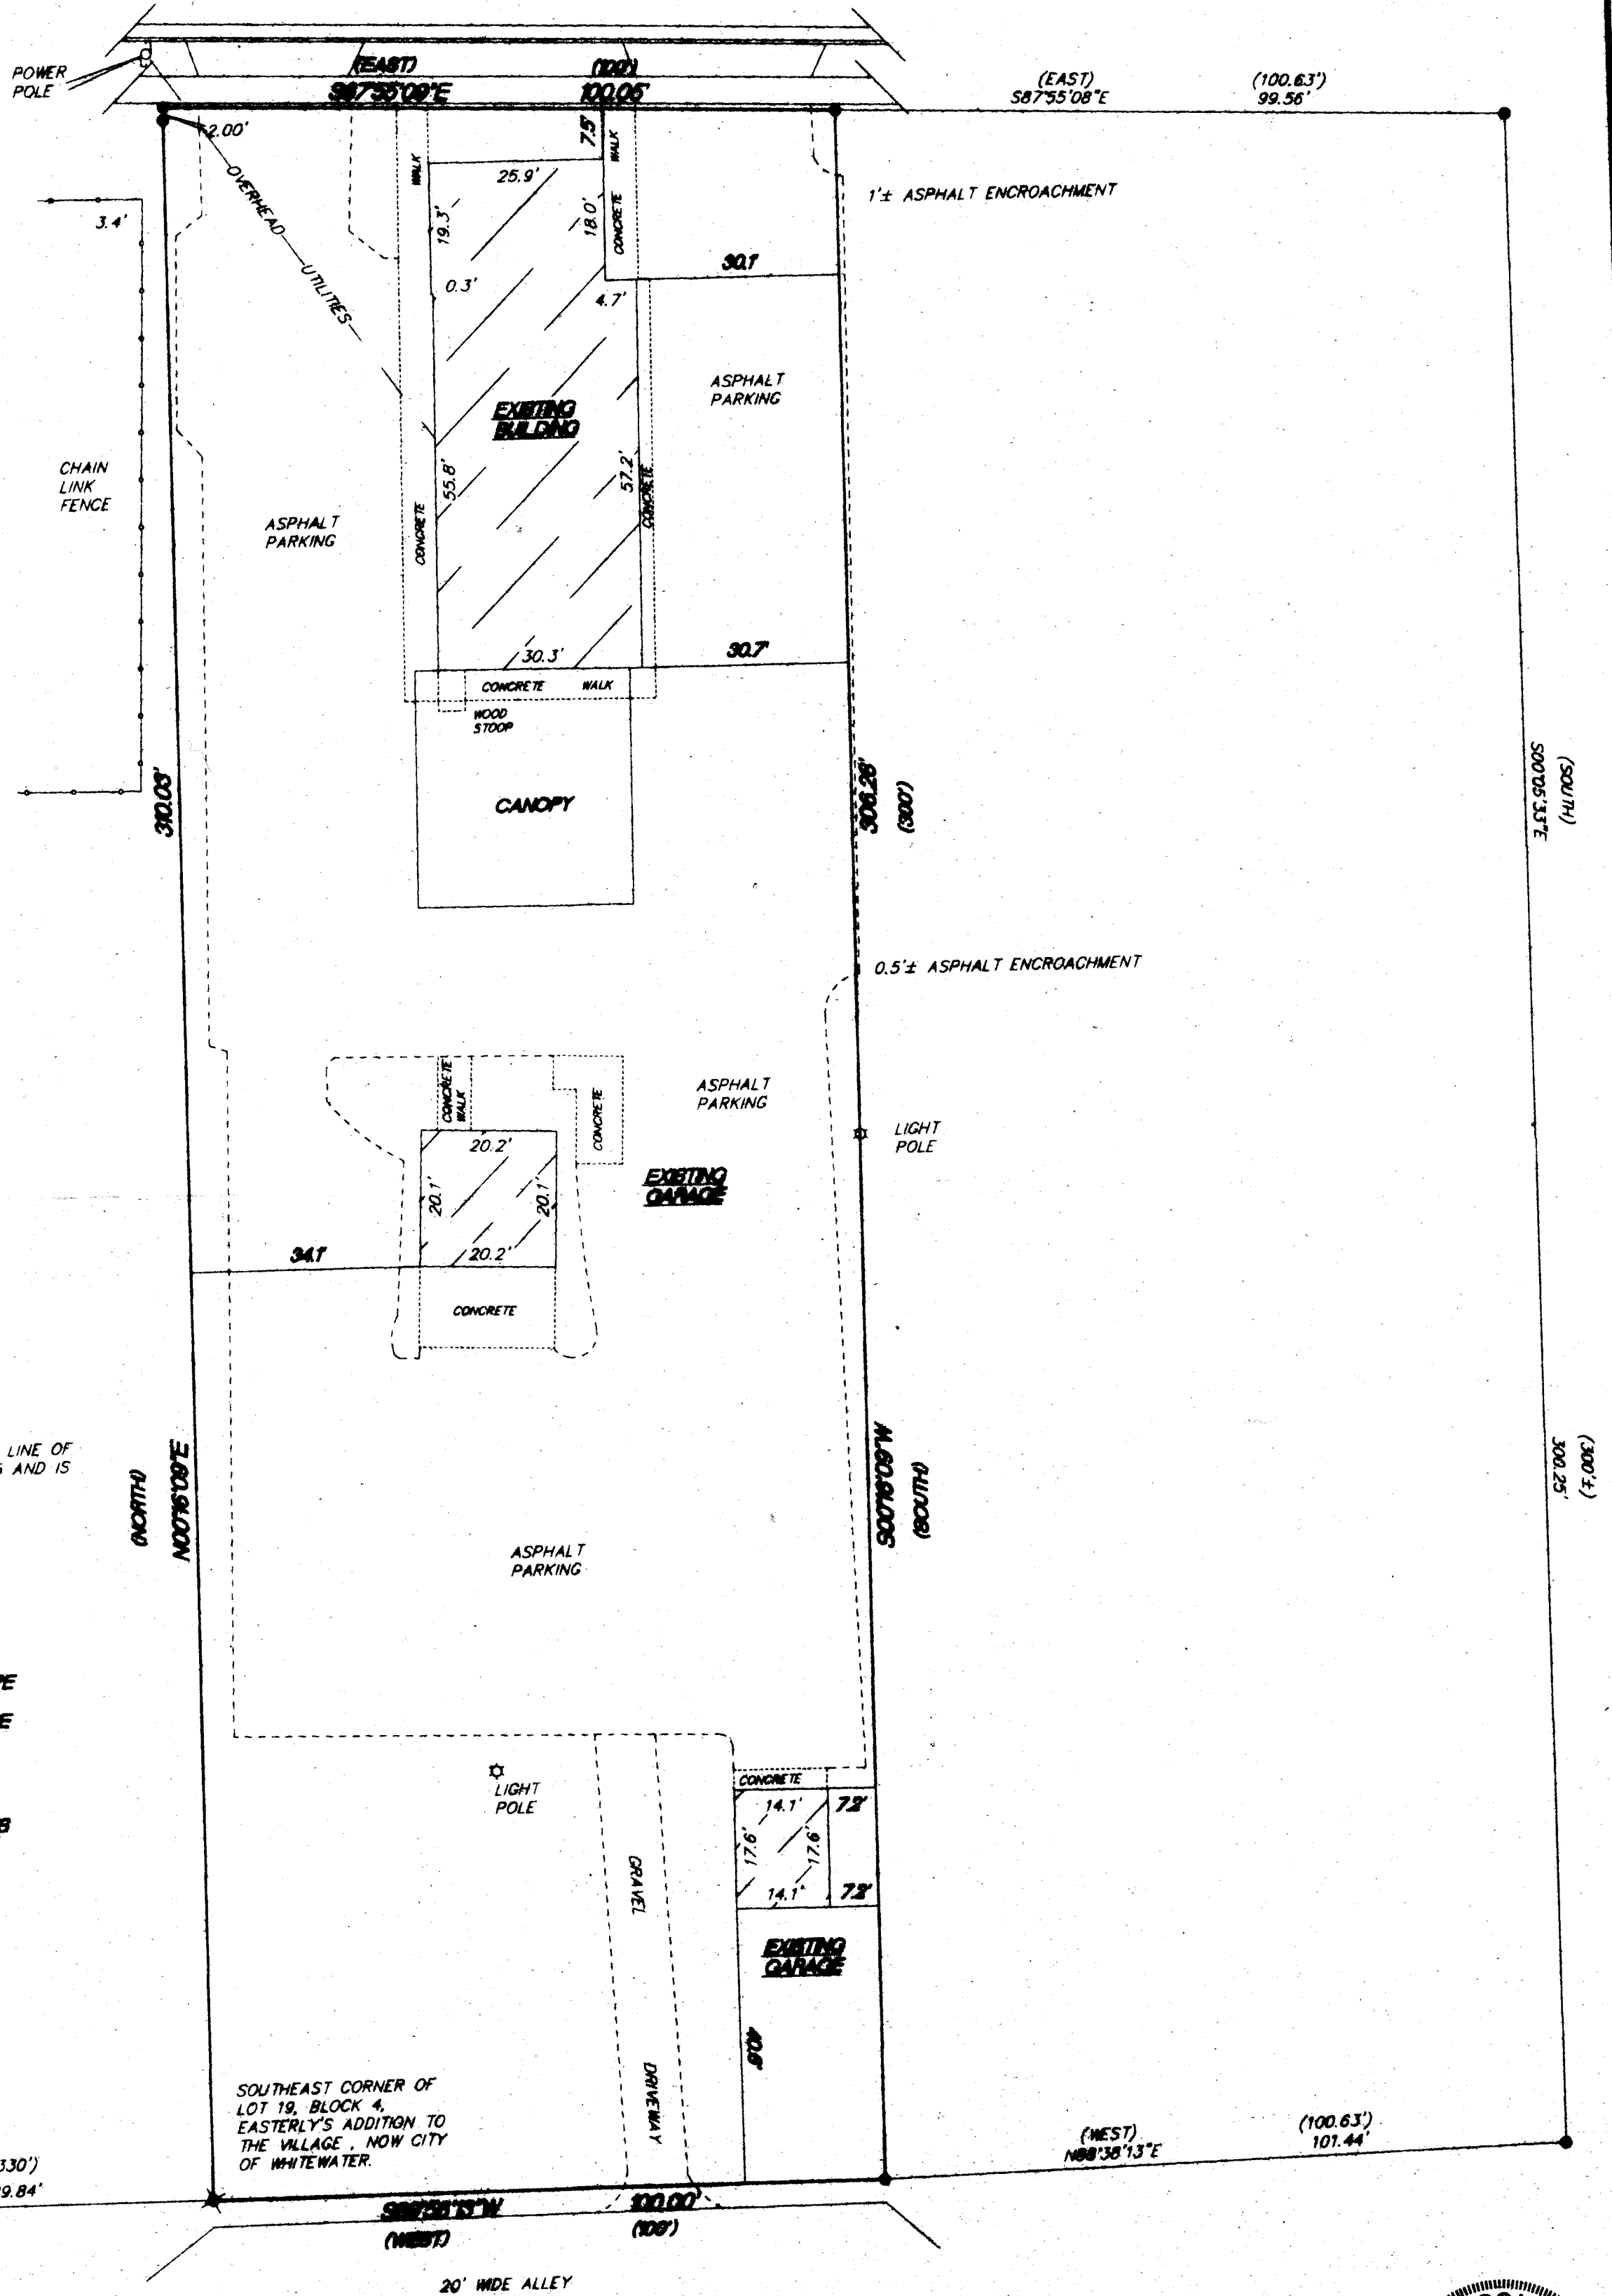 POWER
POLE
(EAST)
(100')
S87°55'08"E
100.05'
(EAST)
(100.63')
S87°55'08"E
99.56'
2.00'
OVERHEAD
UTILITIES
WALK
7.5'
WALK
CONCRETE
25.9'
19.3'
18.0'
0.3'
4.7'
30.1'
1'± ASPHALT ENCROACHMENT
3.4'
CHAIN
LINK
FENCE
ASPHALT
PARKING
EXISTING
BUILDING
ASPHALT
PARKING
CONCRETE
55.8'
57.2'
CONCRETE
30.3'
30.7'
CONCRETE WALK
WOOD
STOOP
CANOPY
310.03'
306.26'
(300')
(SOUTH)
S00°05'33"E
0.5'± ASPHALT ENCROACHMENT
CONCRETE
WALK
CONCRETE
ASPHALT
PARKING
LIGHT
POLE
20.2'
20.1'
20.1'
20.2'
EXISTING
GARAGE
34.1'
CONCRETE
LINE OF
AND IS
(NORTH)
N00°16'09"E
S00°16'09"W
(SOUTH)
(300'±)
300.25'
ASPHALT
PARKING
LIGHT
POLE
GRAVEL
DRIVEWAY
CONCRETE
14.1'
7.2'
17.6'
17.6'
14.1'
7.2'
EXISTING
GARAGE
40.6'
SOUTHEAST CORNER OF
LOT 19, BLOCK 4,
EASTERLY'S ADDITION TO
THE VILLAGE , NOW CITY
OF WHITEWATER.
330')
9.84'
100.00'
(WEST)
(100')
(WEST)
(100.63')
101.44'
20' WIDE ALLEY